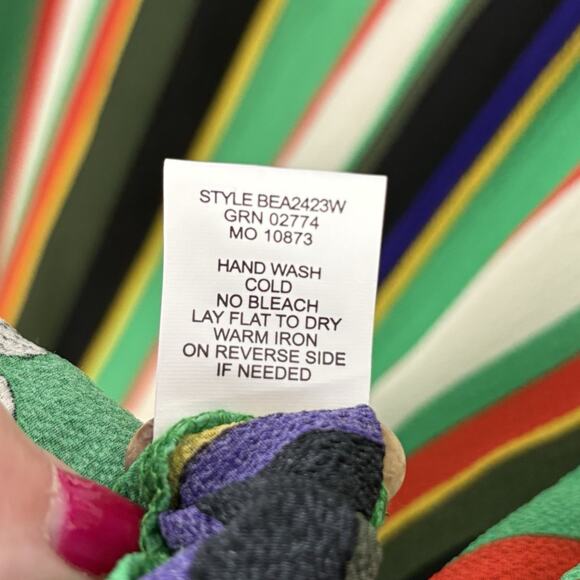 STYLE BEA2423W
GRN 02774
MO 10873
HAND WASH
COLD
NO BLEACH
LAY FLAT TO DRY
WARM IRON
ON REVERSE SIDE
IF NEEDED